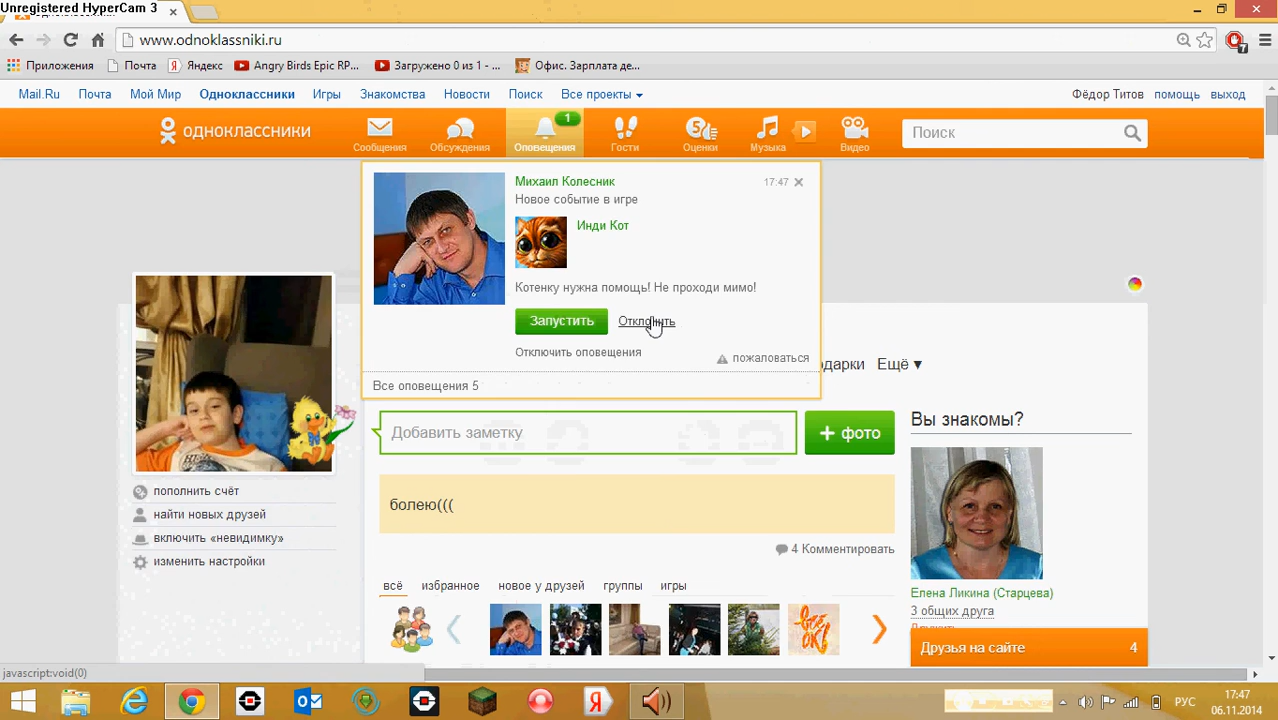 Unregistered HyperCam 3
www.odnoklassniki.ru
Приложения Почта Яндекс Angry Birds Epic RP... Загружено 0 из 1 - ... Офис. Зарплата де...
Mail.Ru Почта Мой Мир Одноклассники Игры Знакомства Новости Поиск Все проекты Фёдор Титов помощь выход
одноклассники
Сообщения Обсуждения Оповещения 1 Гости 5 Оценки Музыка Видео
Поиск
Михаил Колесник 17:47
Новое событие в игре
Инди Кот
Котенку нужна помощь! Не проходи мимо!
Запустить Отклонить
Отключить оповещения пожаловаться
Все оповещения 5
одарки Ещё ▾
Добавить заметку
+ фото
Вы знакомы?
пополнить счёт
найти новых друзей
включить «невидимку»
изменить настройки
болею(((
4 Комментировать
всё избранное новое у друзей группы игры
все ОК!
Елена Ликина (Старцева)
3 общих друга
Дружить
Друзья на сайте 4
javascript:void(0)
РУС
17:47
06.11.2014